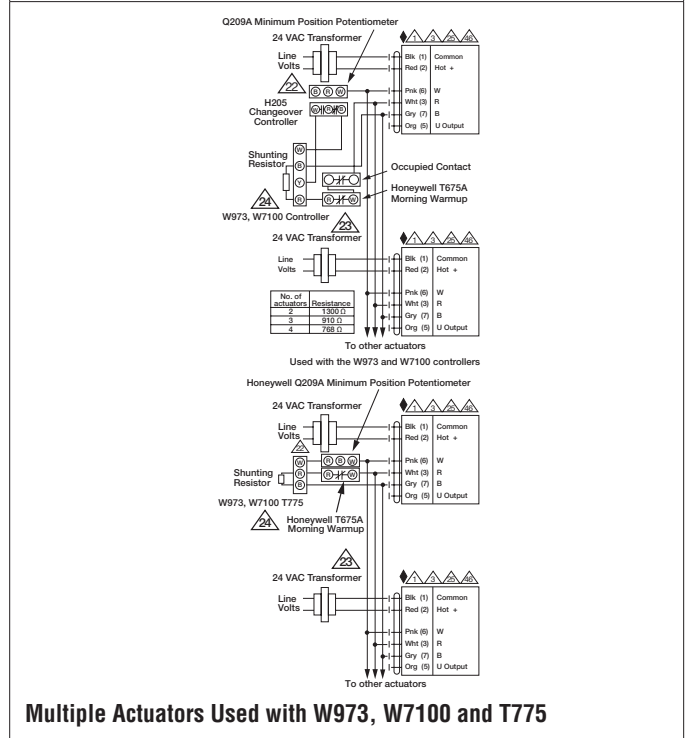 Q209A Minimum Position Potentiometer
24 VAC Transformer
Line
Volts
1 3 25 46
Blk (1) Common
Red (2) Hot +
Pnk (6) W
Wht (3) R
Gry (7) B
Org (5) U Output
22
B R W
H205
Changeover
Controller
W R B
Shunting
Resistor
W
B
Y
R
Occupied Contact
R W
Honeywell T675A
Morning Warmup
24
W973, W7100 Controller
23
24 VAC Transformer
Line
Volts
1 3 25 46
Blk (1) Common
Red (2) Hot +
Pnk (6) W
Wht (3) R
Gry (7) B
Org (5) U Output
No. of
actuators Resistance
2 1300 Ω
3 910 Ω
4 768 Ω
To other actuators
Used with the W973 and W7100 controllers
Honeywell Q209A Minimum Position Potentiometer
24 VAC Transformer
Line
Volts
1 3 25 46
Blk (1) Common
Red (2) Hot +
Pnk (6) W
Wht (3) R
Gry (7) B
Org (5) U Output
22
W
R
B
R B W
R W
Shunting
Resistor
W973, W7100 T775
24
Honeywell T675A
Morning Warmup
23
24 VAC Transformer
Line
Volts
1 3 25 46
Blk (1) Common
Red (2) Hot +
Pnk (6) W
Wht (3) R
Gry (7) B
Org (5) U Output
To other actuators
Multiple Actuators Used with W973, W7100 and T775